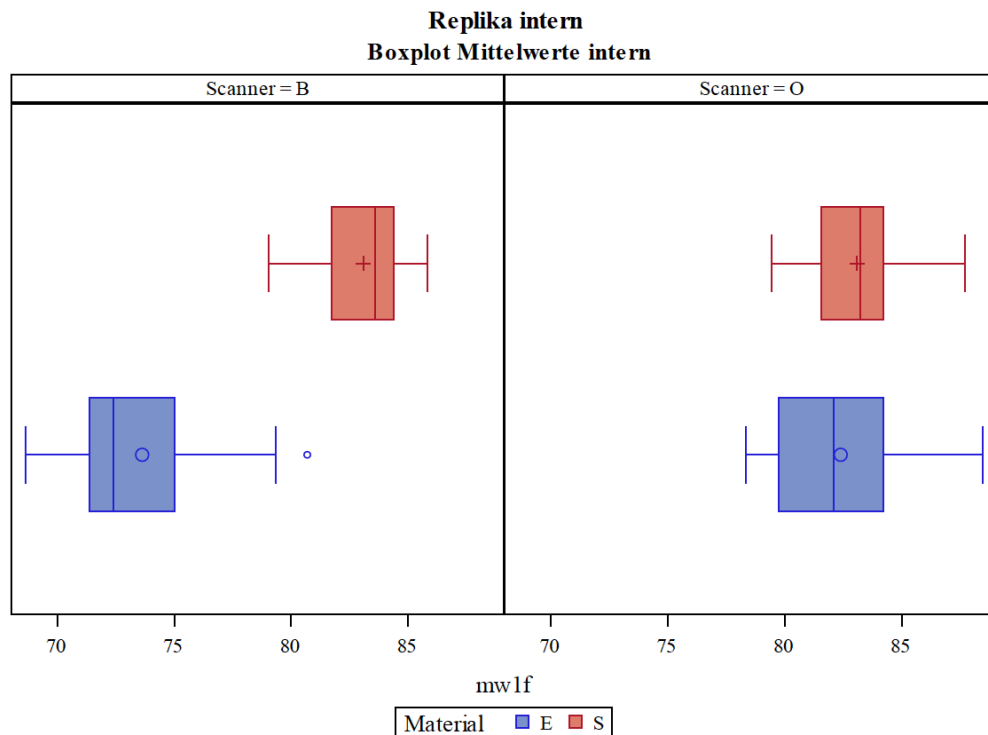 Replika intern
Boxplot Mittelwerte intern
Scanner = B Scanner = O
70 75 80 85 70 75 80 85
mw1f
Material E S